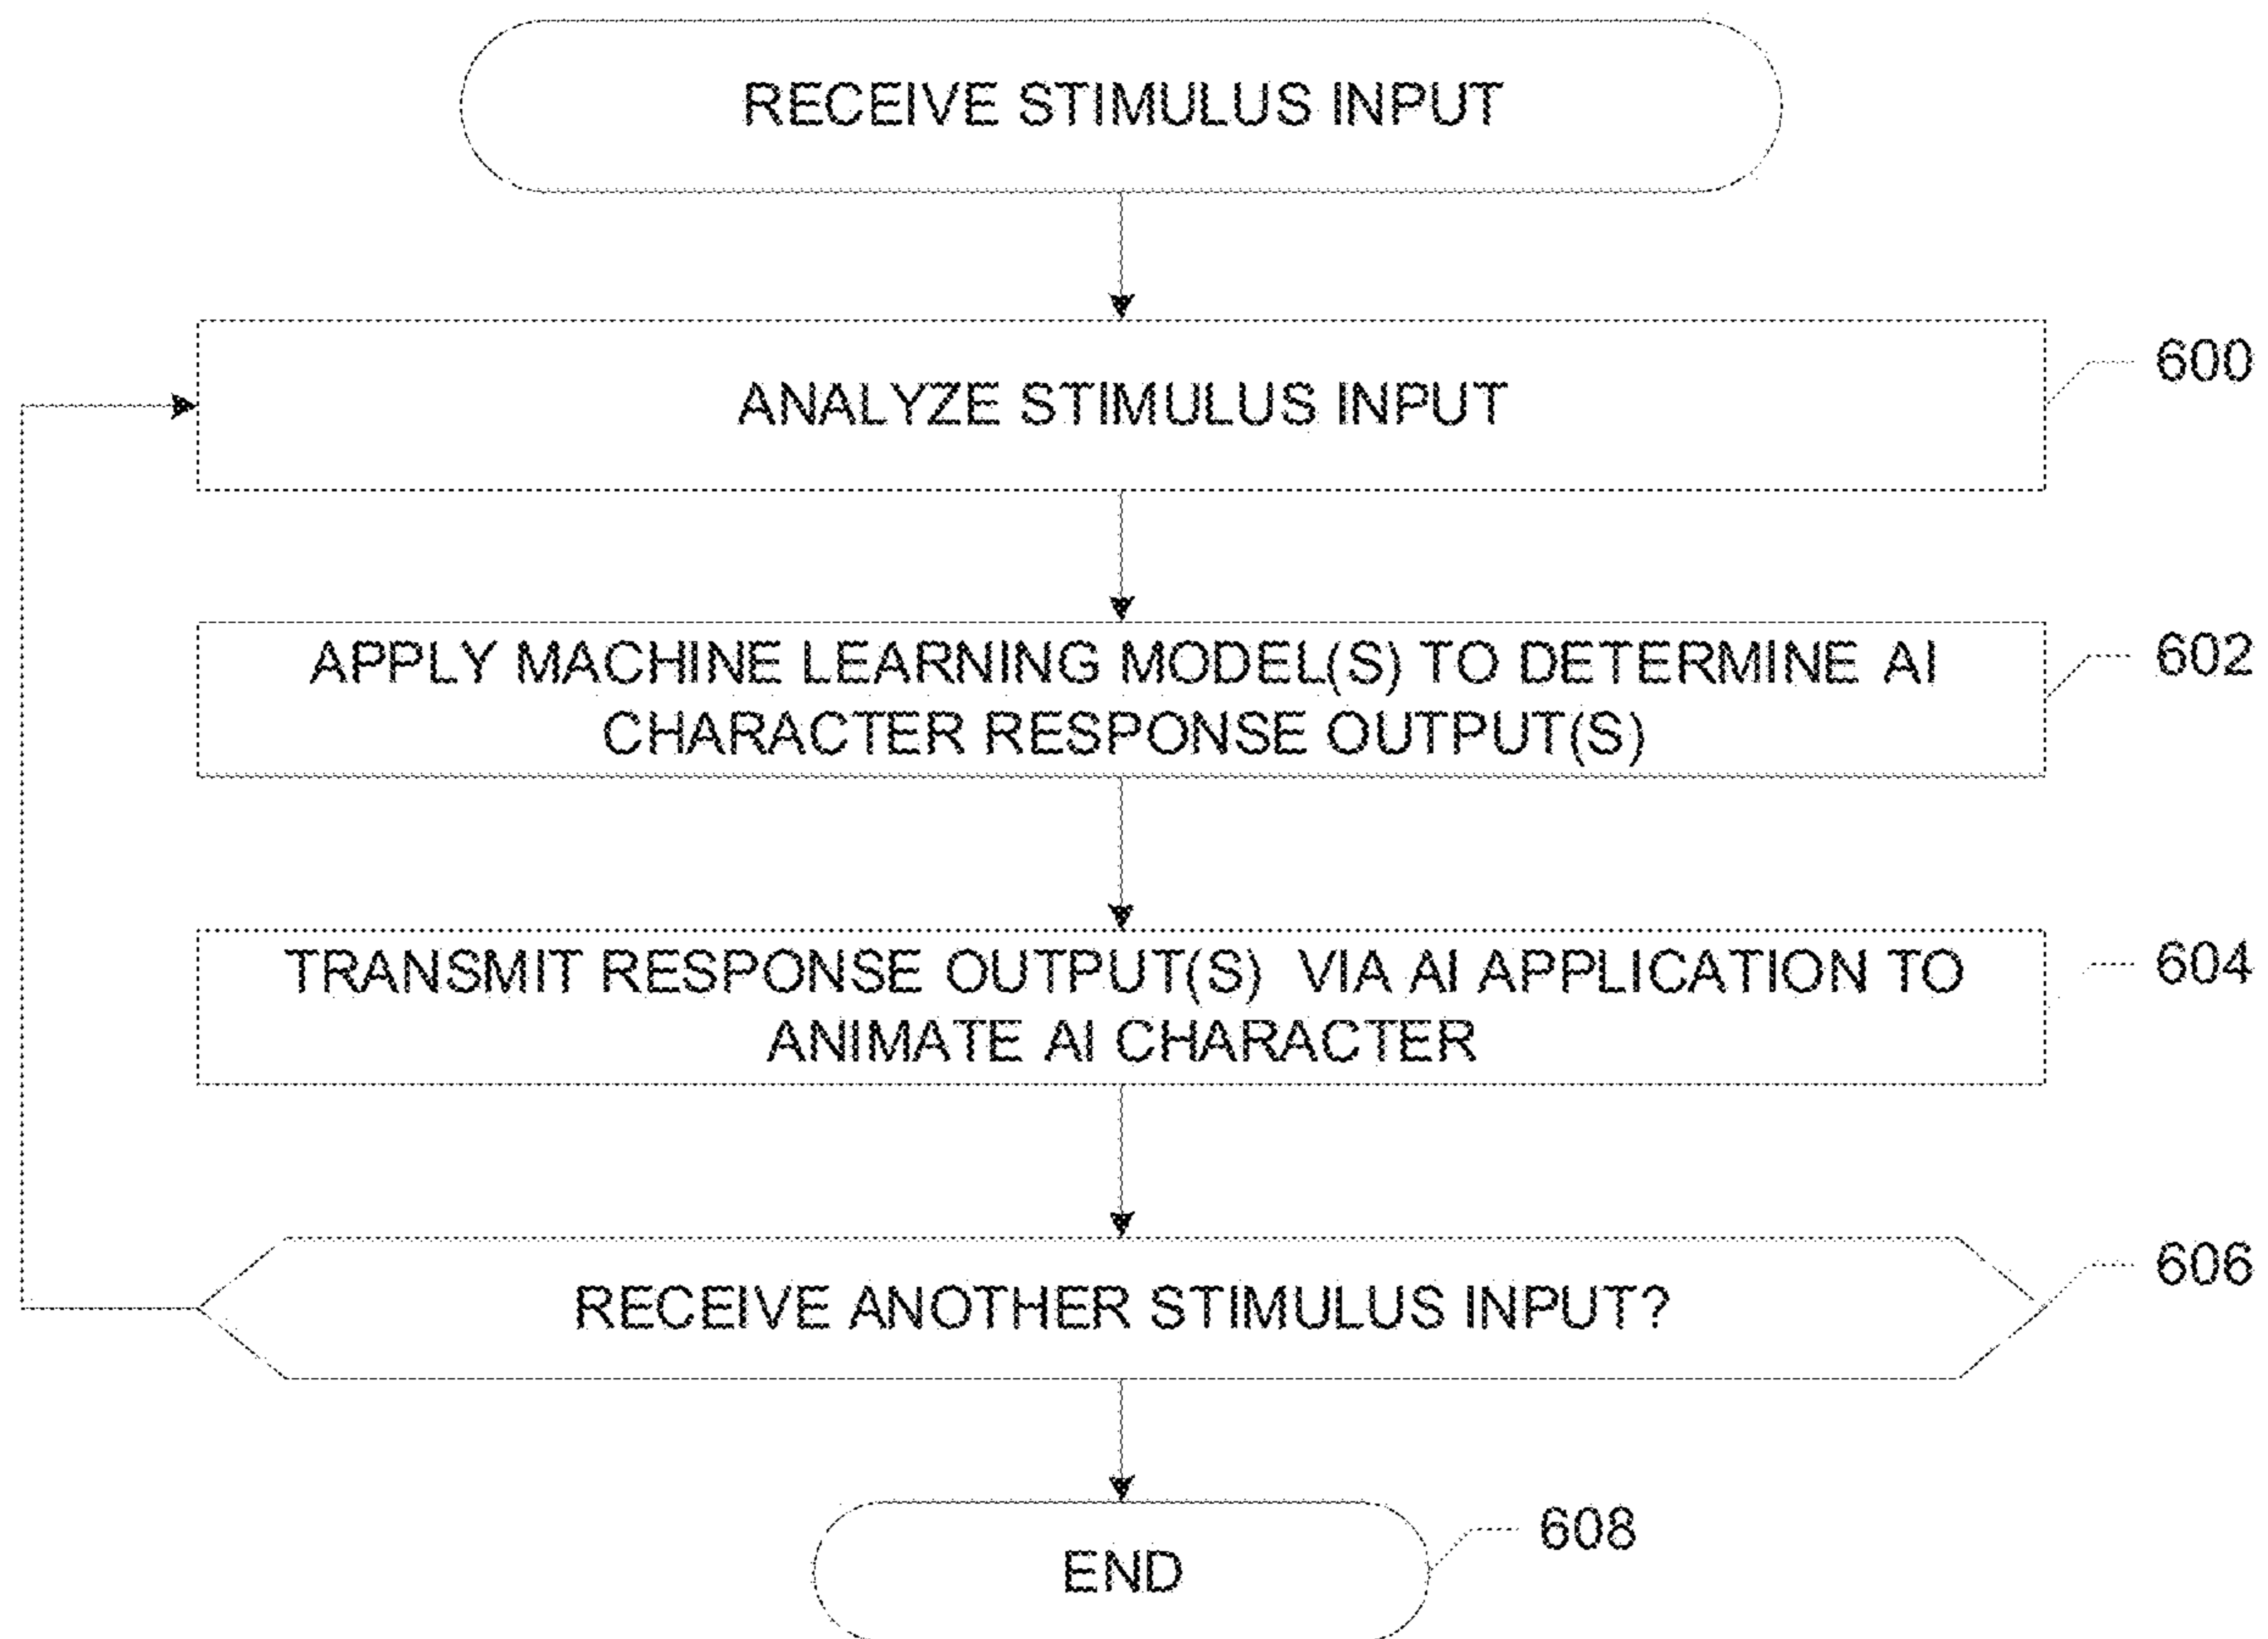 RECEIVE STIMULUS INPUT
ANALYZE STIMULUS INPUT
600
APPLY MACHINE LEARNING MODEL(S) TO DETERMINE AI
CHARACTER RESPONSE OUTPUT(S)
602
TRANSMIT RESPONSE OUTPUT(S) VIA AI APPLICATION TO
ANIMATE AI CHARACTER
604
RECEIVE ANOTHER STIMULUS INPUT?
606
END
608